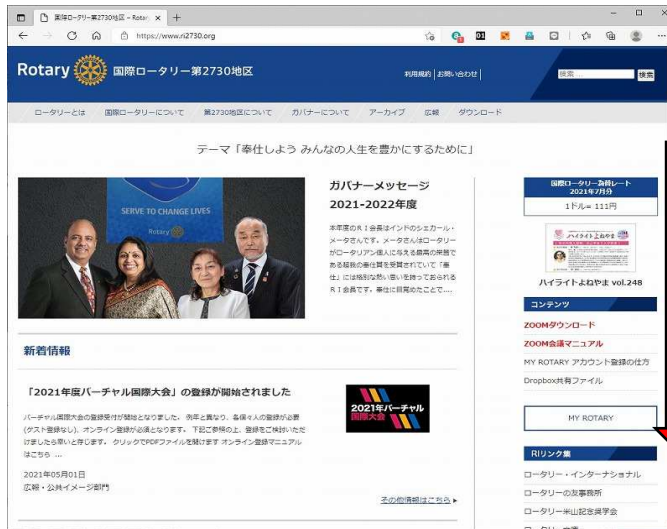 国際ロータリー第2730地区 - Rotar
https://www.ri2730.org
Rotary 国際ロータリー第2730地区
利用規約 | お問い合わせ |
検索 ...
検索
ロータリーとは 国際ロータリーについて 第2730地区について ガバナーについて アーカイブ 広報 ダウンロード
テーマ「奉仕しよう みんなの人生を豊かにするために」
SERVE TO CHANGE LIVES
Rotary
ガバナーメッセージ
2021-2022年度
本年度のＲＩ会長はインドのシェカール・
メータさんです。メータさんはロータリー
がロータリアン個人に与える最高の栄誉で
ある超我の奉仕賞を受賞されていて「奉
仕」には格別な熱い思いを持っておられる
ＲＩ会長です。奉仕に目覚めたことで....
国際ロータリー為替レート
2021年7月分
1ドル= 111円
ハイライトよねやま
ハイライトよねやま vol.248
コンテンツ
ZOOMダウンロード
ZOOM会議マニュアル
MY ROTARY アカウント登録の仕方
Dropbox共有ファイル
MY ROTARY
RIリンク集
ロータリー・インターナショナル
ロータリーの友事務所
ロータリー米山記念奨学会
新着情報
「2021年度バーチャル国際大会」の登録が開始されました
バーチャル国際大会の登録受付が開始となりました。 例年と異なり、各個々人の登録が必要
(ゲスト登録なし)、オンライン登録が必須となります。 下記ご参照の上、登録をご検討いただ
けましたら幸いと存じます。 クリックでPDFファイルを開けます オンライン登録マニュアル
はこちら ...
2021年バーチャル
国際大会
2021年05月01日
広報・公共イメージ部門
その他情報はこちら